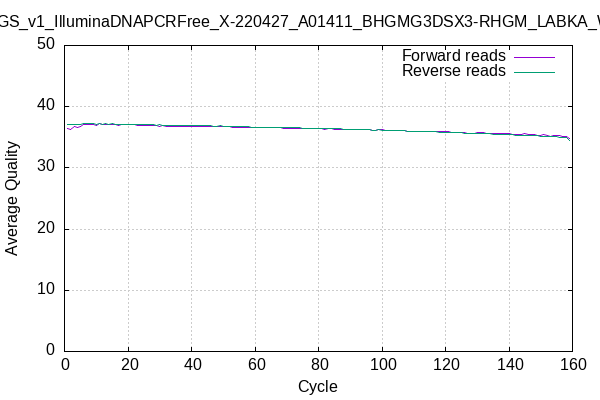 GS_v1_IlluminaDNAPCRFree_X-220427_A01411_BHGMG3DSX3-RHGM_LABKA_
Forward reads
Reverse reads
50
40
30
20
10
0
Average Quality
0 20 40 60 80 100 120 140 160
Cycle